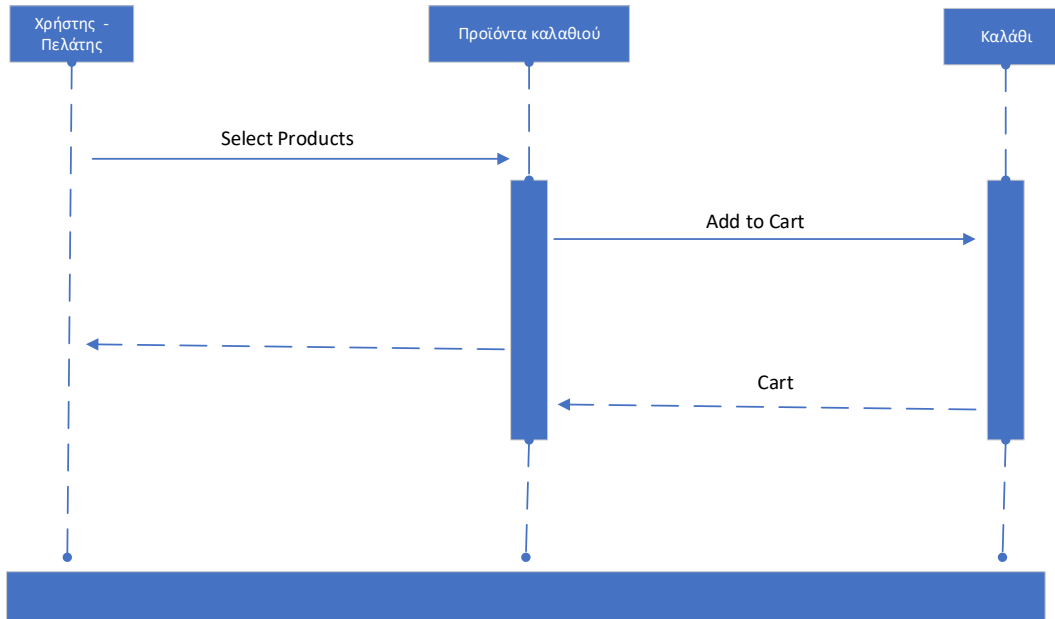 Χρήστης -
Πελάτης
Προϊόντα καλαθιού
Καλάθι
Select Products
Add to Cart
Cart